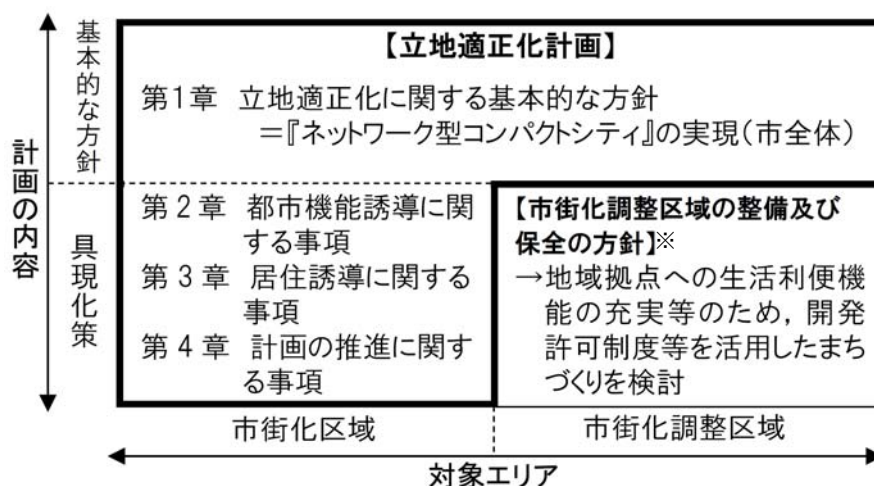 計画の内容
基本的な方針
【立地適正化計画】
第1章 立地適正化に関する基本的な方針
＝『ネットワーク型コンパクトシティ』の実現（市全体）
具現化策
第２章 都市機能誘導に関
する事項
第３章 居住誘導に関する
事項
第４章 計画の推進に関す
る事項
【市街化調整区域の整備及び
保全の方針】※
→地域拠点への生活利便機
能の充実等のため，開発
許可制度等を活用したまち
づくりを検討
市街化区域
市街化調整区域
対象エリア